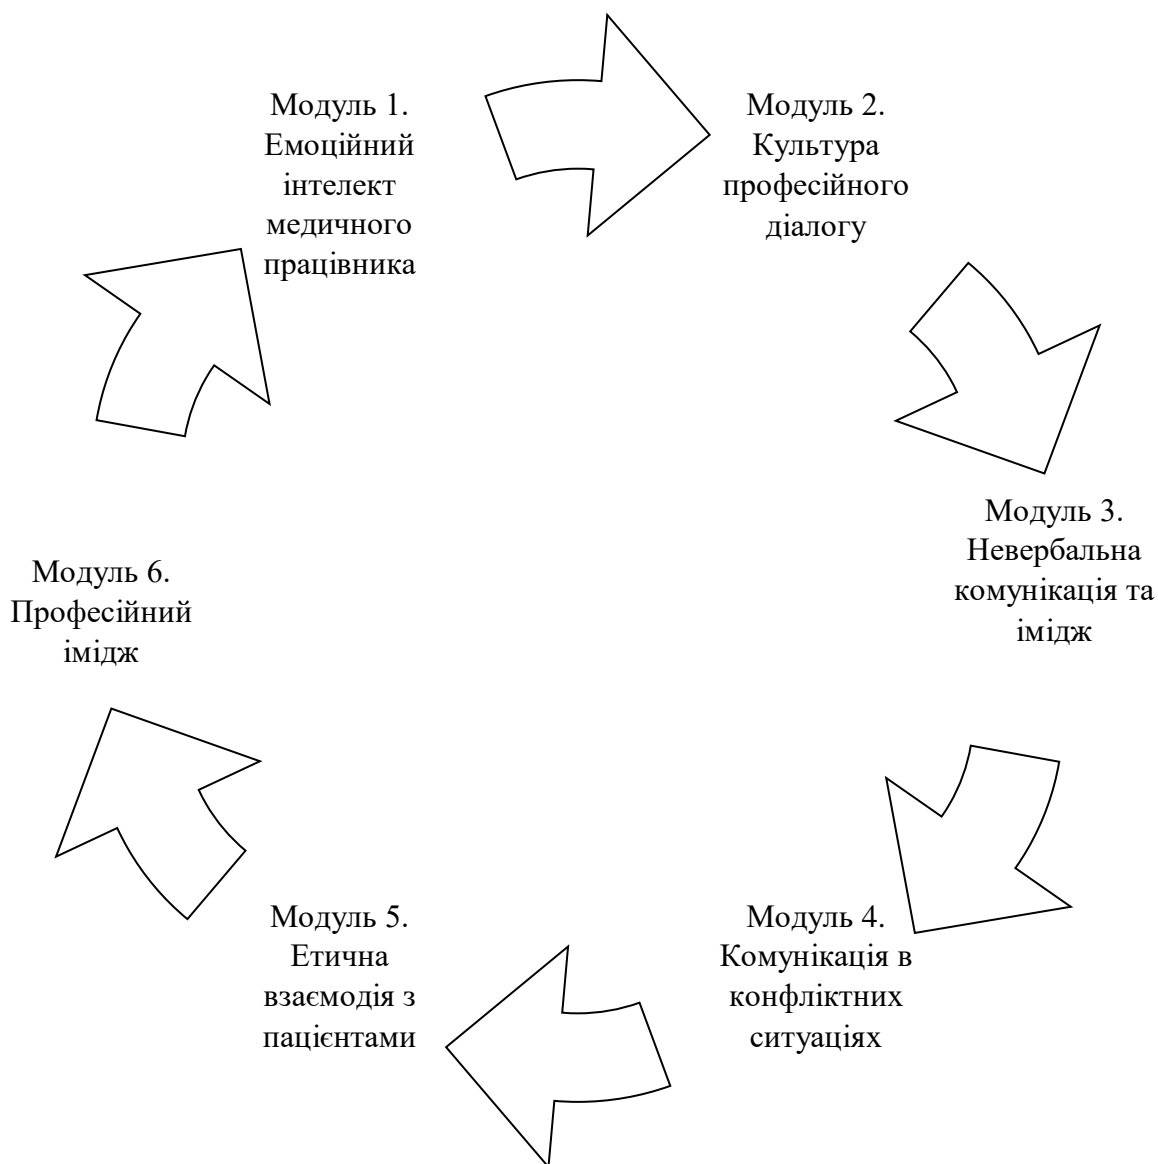 Модуль 1.
Емоційний
інтелект
медичного
працівника
Модуль 2.
Культура
професійного
діалогу
Модуль 3.
Невербальна
комунікація та
імідж
Модуль 4.
Комунікація в
конфліктних
ситуаціях
Модуль 5.
Етична
взаємодія з
пацієнтами
Модуль 6.
Професійний
імідж